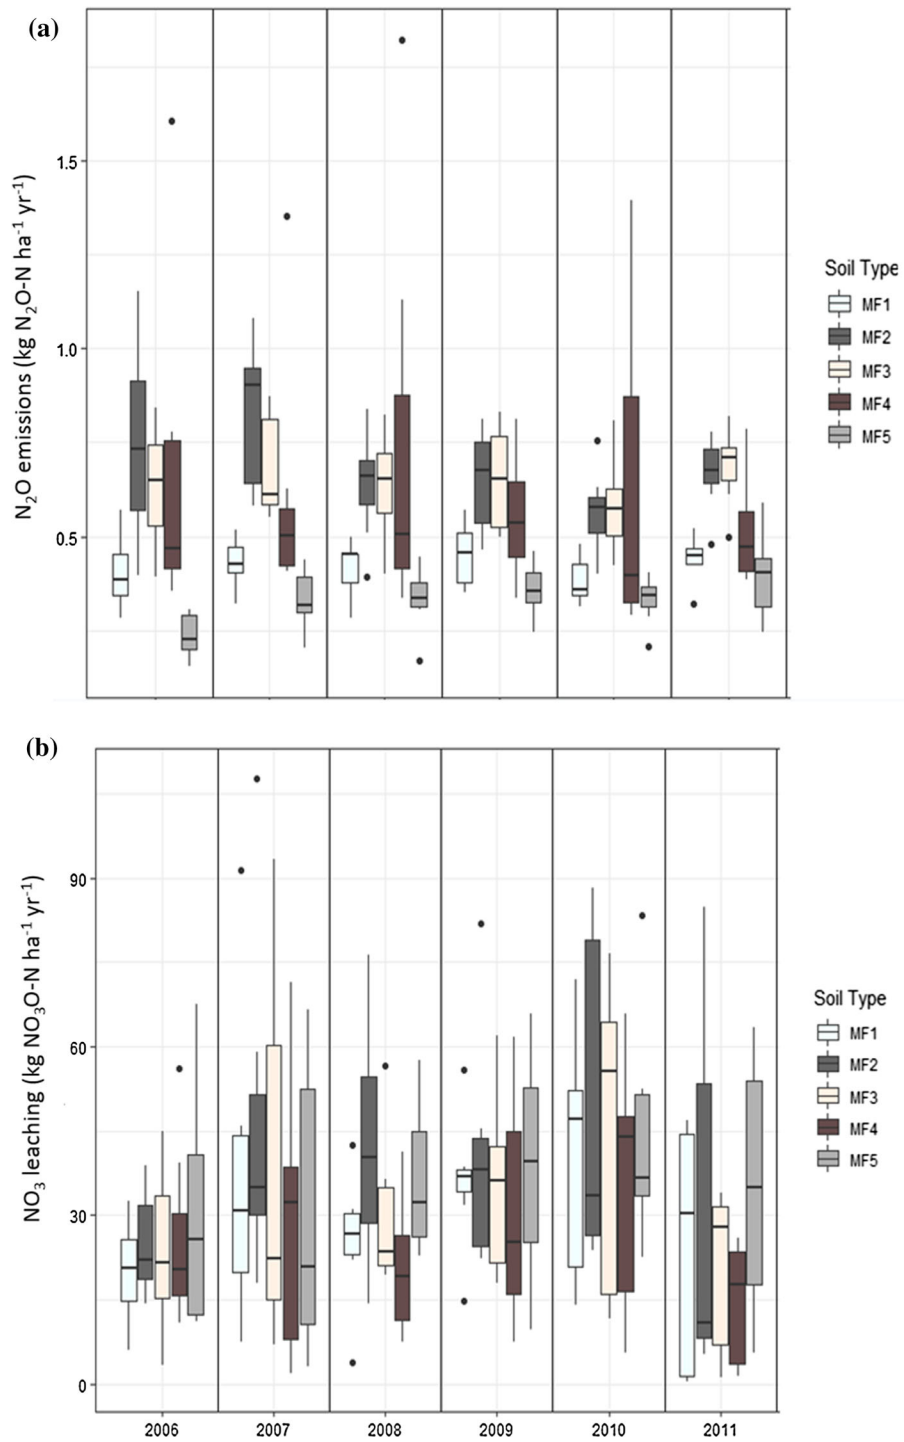 (a)
N₂O emissions (kg N₂O-N ha⁻¹ yr⁻¹)
1.5
1.0
0.5
Soil Type
MF1
MF2
MF3
MF4
MF5
(b)
NO₃ leaching (kg NO₃O-N ha⁻¹ yr⁻¹)
90
60
30
0
Soil Type
MF1
MF2
MF3
MF4
MF5
2006 2007 2008 2009 2010 2011